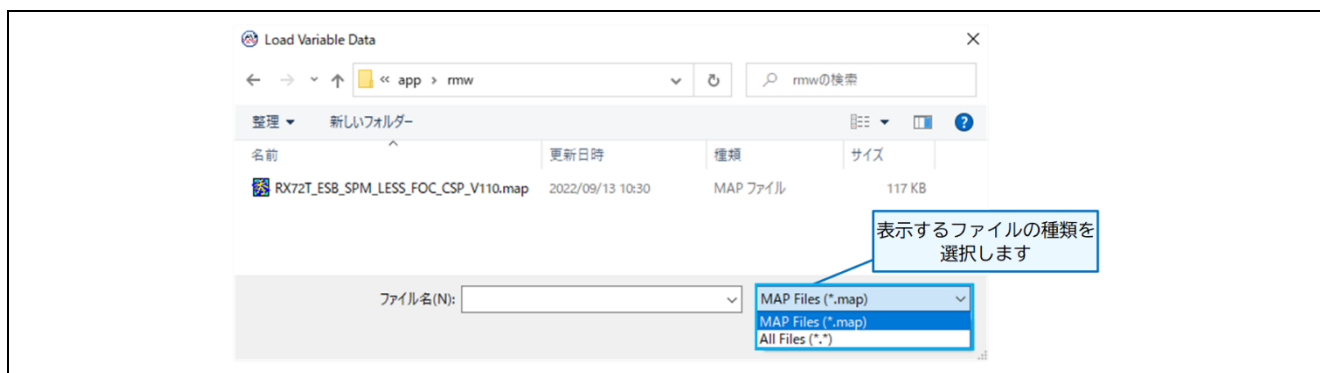 Load Variable Data
« app › rmw
rmwの検索
整理
新しいフォルダー
名前
更新日時
種類
サイズ
RX72T_ESB_SPM_LESS_FOC_CSP_V110.map
2022/09/13 10:30
MAP ファイル
117 KB
表示するファイルの種類を
選択します
ファイル名(N):
MAP Files (*.map)
MAP Files (*.map)
All Files (*.*)